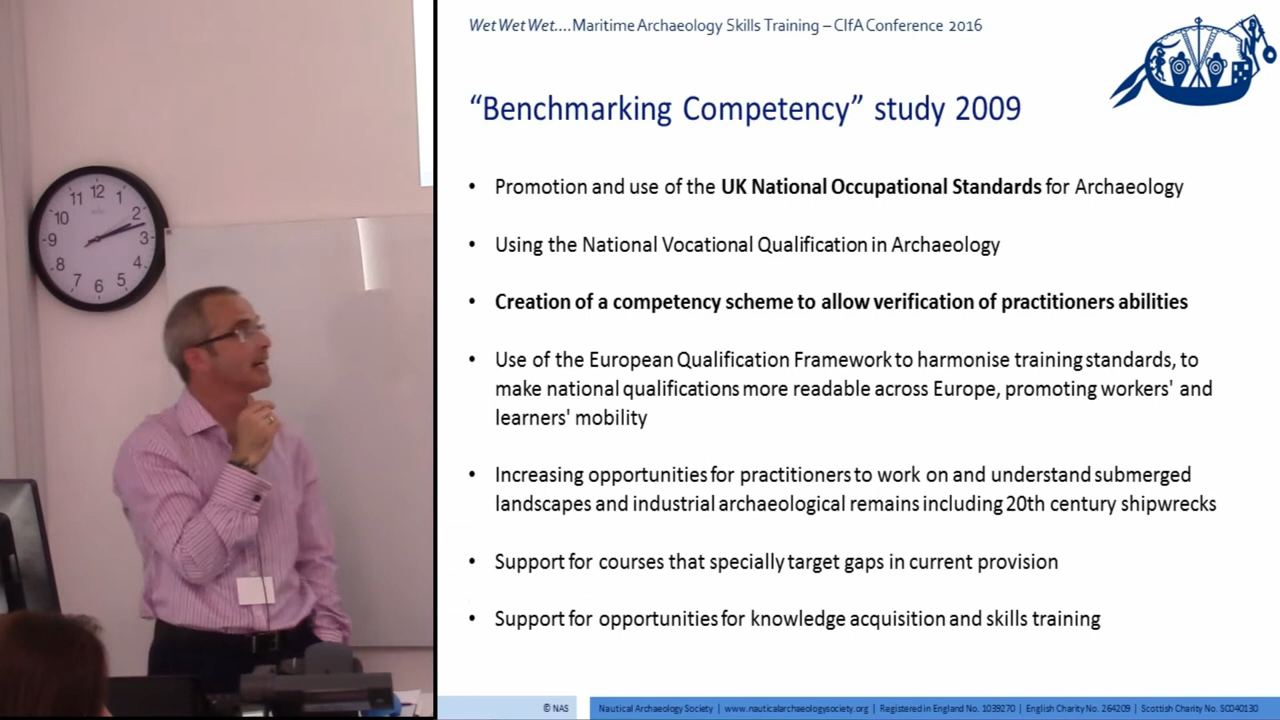 Wet Wet Wet....Maritime Archaeology Skills Training – CIfA Conference 2016
“Benchmarking Competency” study 2009
• Promotion and use of the UK National Occupational Standards for Archaeology
• Using the National Vocational Qualification in Archaeology
• Creation of a competency scheme to allow verification of practitioners abilities
• Use of the European Qualification Framework to harmonise training standards, to
make national qualifications more readable across Europe, promoting workers' and
learners' mobility
• Increasing opportunities for practitioners to work on and understand submerged
landscapes and industrial archaeological remains including 20th century shipwrecks
• Support for courses that specially target gaps in current provision
• Support for opportunities for knowledge acquisition and skills training
© NAS
Nautical Archaeology Society | www.nauticalarchaeologysociety.org | Registered in England No. 1039270 | English Charity No. 264209 | Scottish Charity No. SC040130
12
1
2
3
4
5
6
7
8
9
10
11